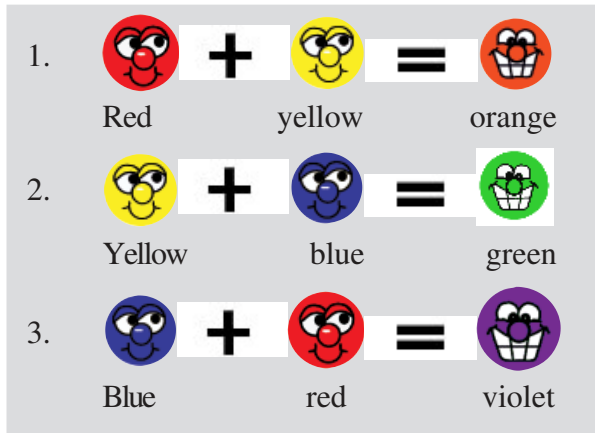 1. + =
Red yellow orange
2. + =
Yellow blue green
3. + =
Blue red violet